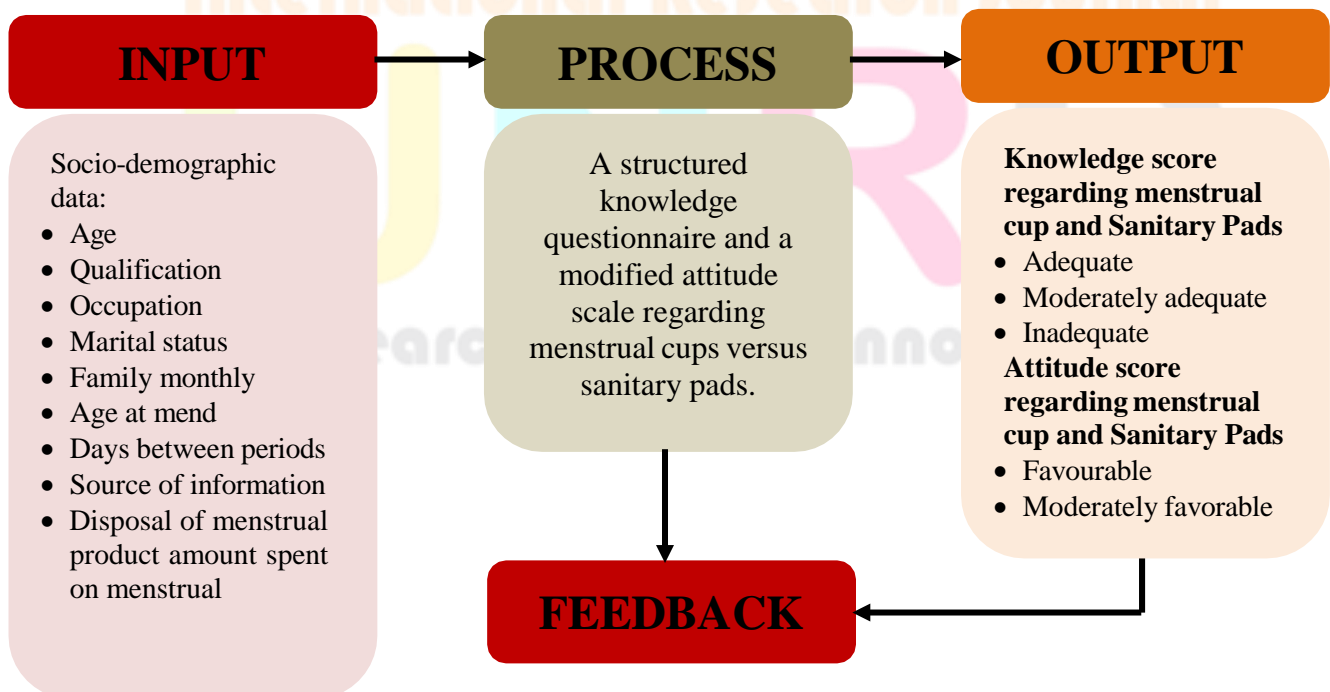 International Research Journal
INPUT
PROCESS
OUTPUT
Socio-demographic
data:
• Age
• Qualification
• Occupation
• Marital status
• Family monthly
• Age at mend
• Days between periods
• Source of information
• Disposal of menstrual
product amount spent
on menstrual
A structured
knowledge
questionnaire and a
modified attitude
scale regarding
menstrual cups versus
sanitary pads.
Knowledge score
regarding menstrual
cup and Sanitary Pads
• Adequate
• Moderately adequate
• Inadequate
Attitude score
regarding menstrual
cup and Sanitary Pads
• Favourable
• Moderately favorable
FEEDBACK